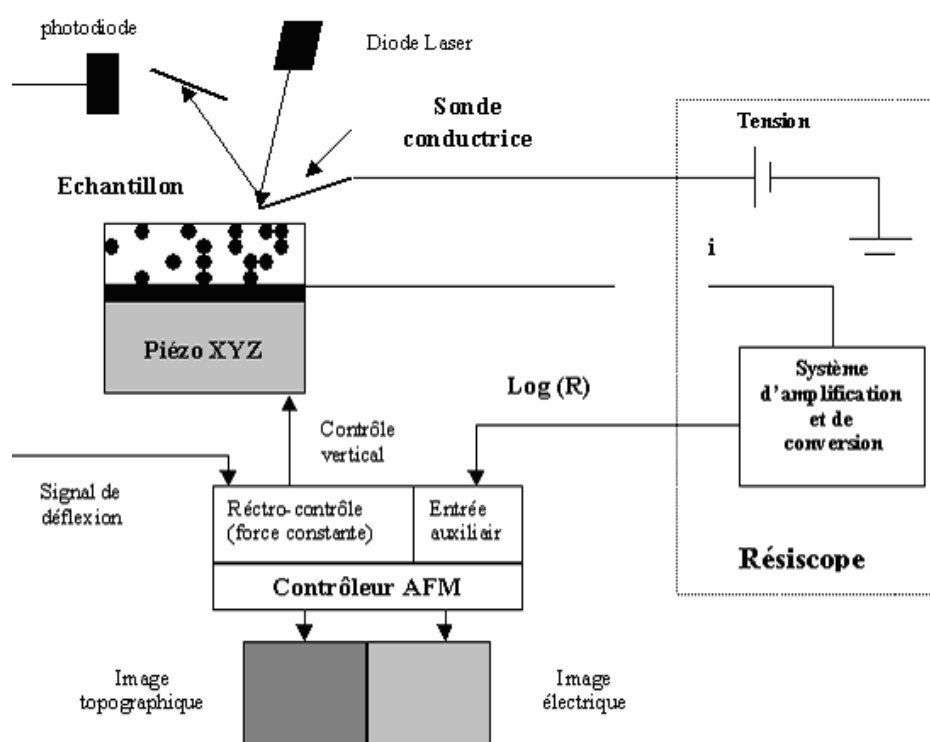 photodiode
Diode Laser
Sonde
conductrice
Tension
Echantillon
i
Piézo XYZ
Système
d'amplification
et de
conversion
Log (R)
Contrôle
vertical
Signal de
déflexion
Réctro-contrôle
(force constante)
Entrée
auxiliair
Résiscope
Contrôleur AFM
Image
topographique
Image
électrique